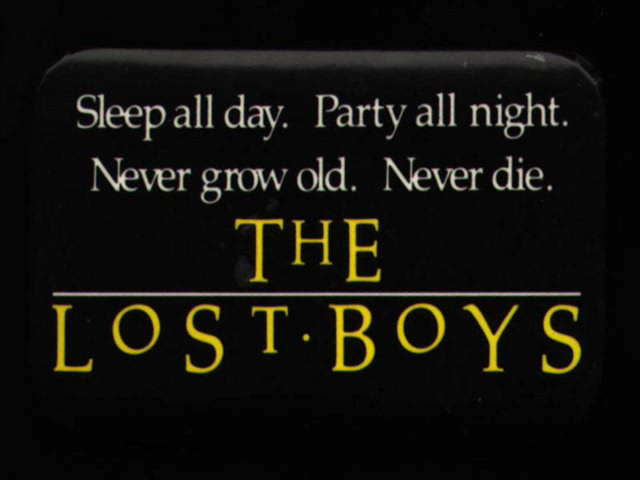 Sleep all day. Party all night.
Never grow old. Never die.
THE
LOST·BOYS